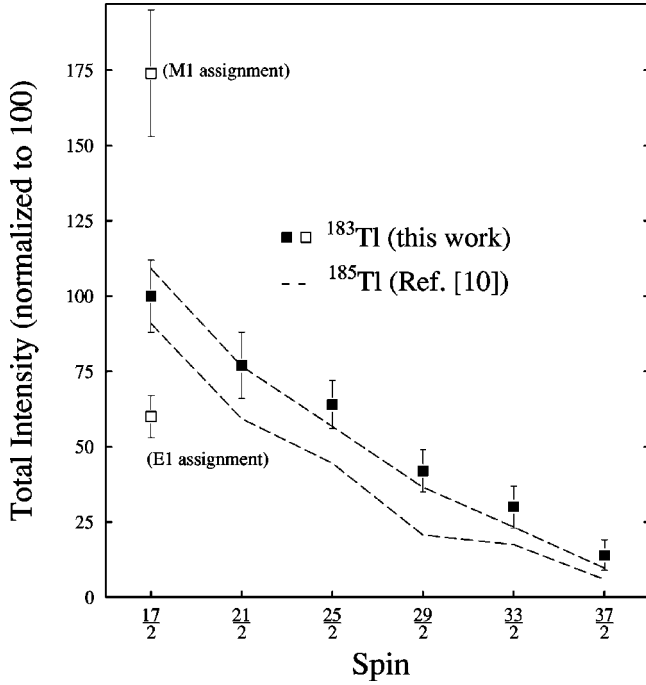 Total Intensity (normalized to 100)
175
150
125
100
75
50
25
0
(M1 assignment)
¹⁸³Tl (this work)
¹⁸⁵Tl (Ref. [10])
(E1 assignment)
17/2 21/2 25/2 29/2 33/2 37/2
Spin